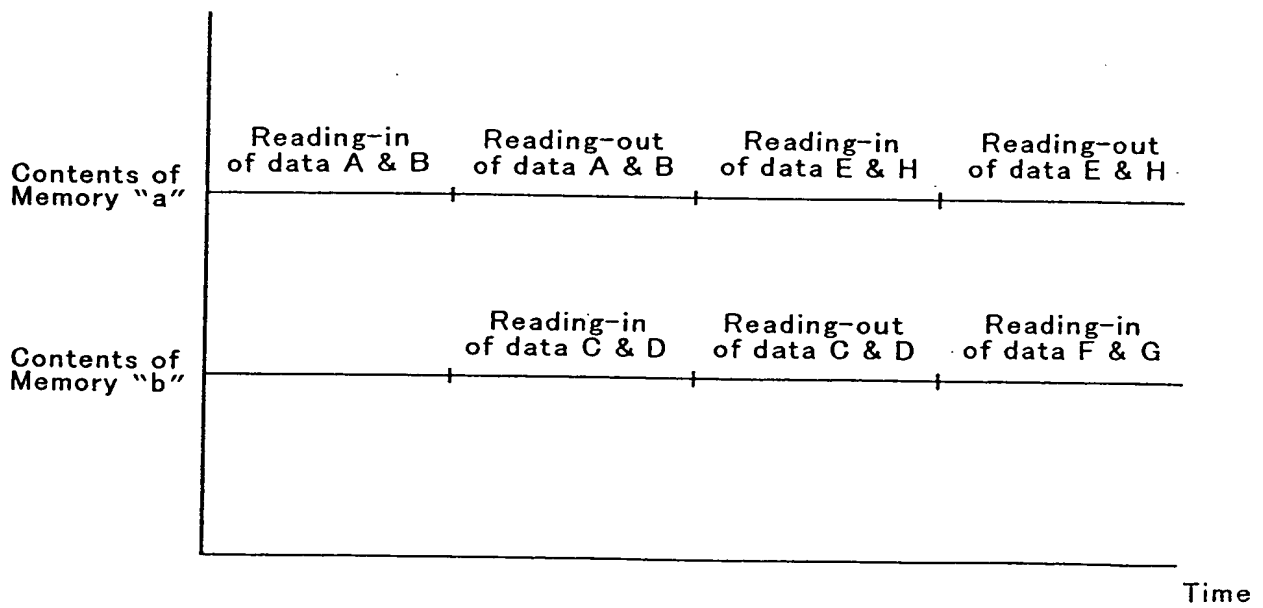 Reading-in
of data A & B
Reading-out
of data A & B
Reading-in
of data E & H
Reading-out
of data E & H
Contents of
Memory "a"
Reading-in
of data C & D
Reading-out
of data C & D
Reading-in
of data F & G
Contents of
Memory "b"
Time